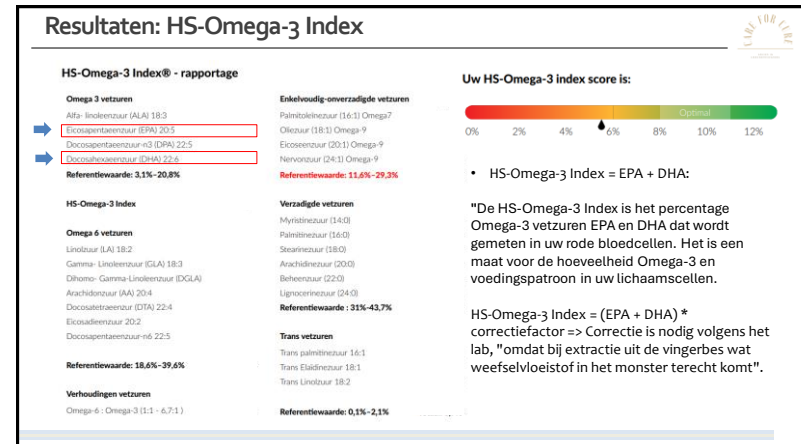 Resultaten: HS-Omega-3 Index
CARE FOR CURE
HS-Omega-3 Index® - rapportage
Omega 3 vetzuren
Alfa- linoleenzuur (ALA) 18:3
Eicosapentaeenzuur (EPA) 20:5
Docosapentaeenzuur-n3 (DPA) 22:5
Docosahexaeenzuur (DHA) 22:6
Referentiewaarde: 3,1%-20,8%
HS-Omega-3 Index
Omega 6 vetzuren
Linolzuur (LA) 18:2
Gamma- Linoleenzuur (GLA) 18:3
Dihomo- Gamma-Linoleenzuur (DGLA)
Arachidonzuur (AA) 20:4
Docosatetraeenzuur (DTA) 22:4
Eicosadieenzuur 20:2
Docosapentaeenzuur-n6 22:5
Referentiewaarde: 18,6%-39,6%
Verhoudingen vetzuren
Omega-6 : Omega-3 (1:1 - 6,7:1 )
Enkelvoudig-onverzadigde vetzuren
Palmitoleinezuur (16:1) Omega7
Oliezuur (18:1) Omega-9
Eicoseenzuur (20:1) Omega-9
Nervonzuur (24:1) Omega-9
Referentiewaarde: 11,6%-29,3%
Verzadigde vetzuren
Myristinezuur (14:0)
Palmitinezuur (16:0)
Stearinezuur (18:0)
Arachidinezuur (20:0)
Beheenzuur (22:0)
Lignocerinezuur (24:0)
Referentiewaarde : 31%-43,7%
Trans vetzuren
Trans palmitinezuur 16:1
Trans Elaidinezuur 18:1
Trans Linolzuur 18:2
Referentiewaarde: 0,1%-2,1%
Uw HS-Omega-3 index score is:
Optimal
0% 2% 4% 6% 8% 10% 12%
• HS-Omega-3 Index = EPA + DHA:
"De HS-Omega-3 Index is het percentage
Omega-3 vetzuren EPA en DHA dat wordt
gemeten in uw rode bloedcellen. Het is een
maat voor de hoeveelheid Omega-3 en
voedingspatroon in uw lichaamscellen.
HS-Omega-3 Index = (EPA + DHA) *
correctiefactor => Correctie is nodig volgens het
lab, "omdat bij extractie uit de vingerbes wat
weefselvloeistof in het monster terecht komt".